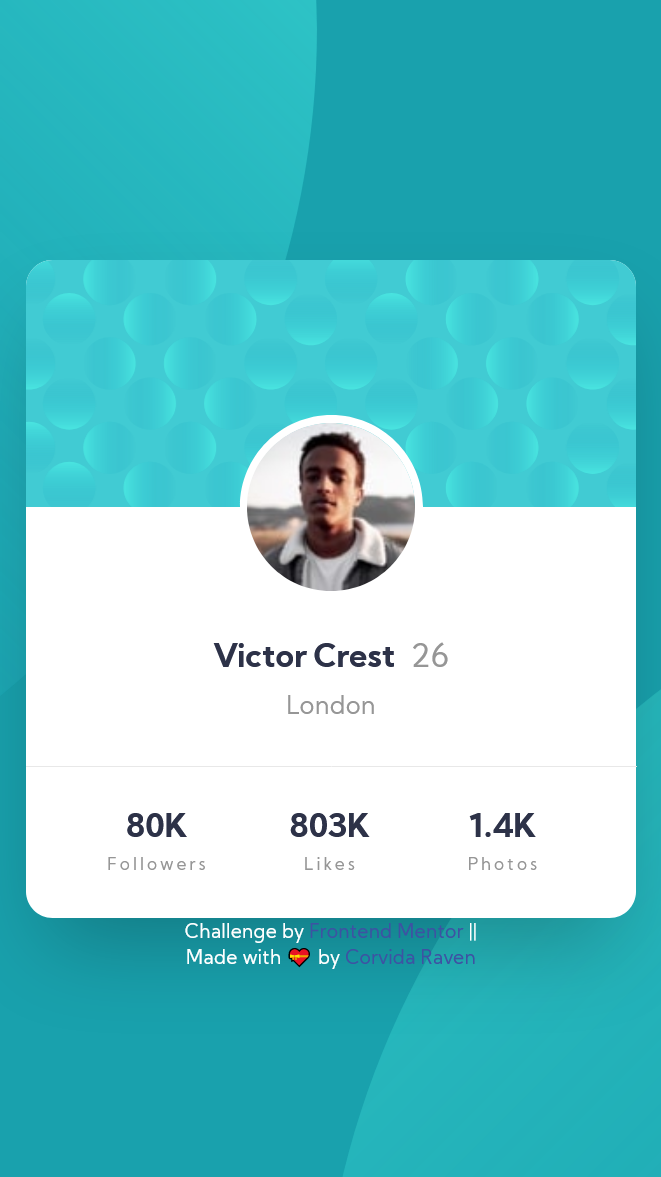 Victor Crest 26
London
80K 803K 1.4K
Followers Likes Photos
Challenge by Frontend Mentor ||
Made with by Corvida Raven